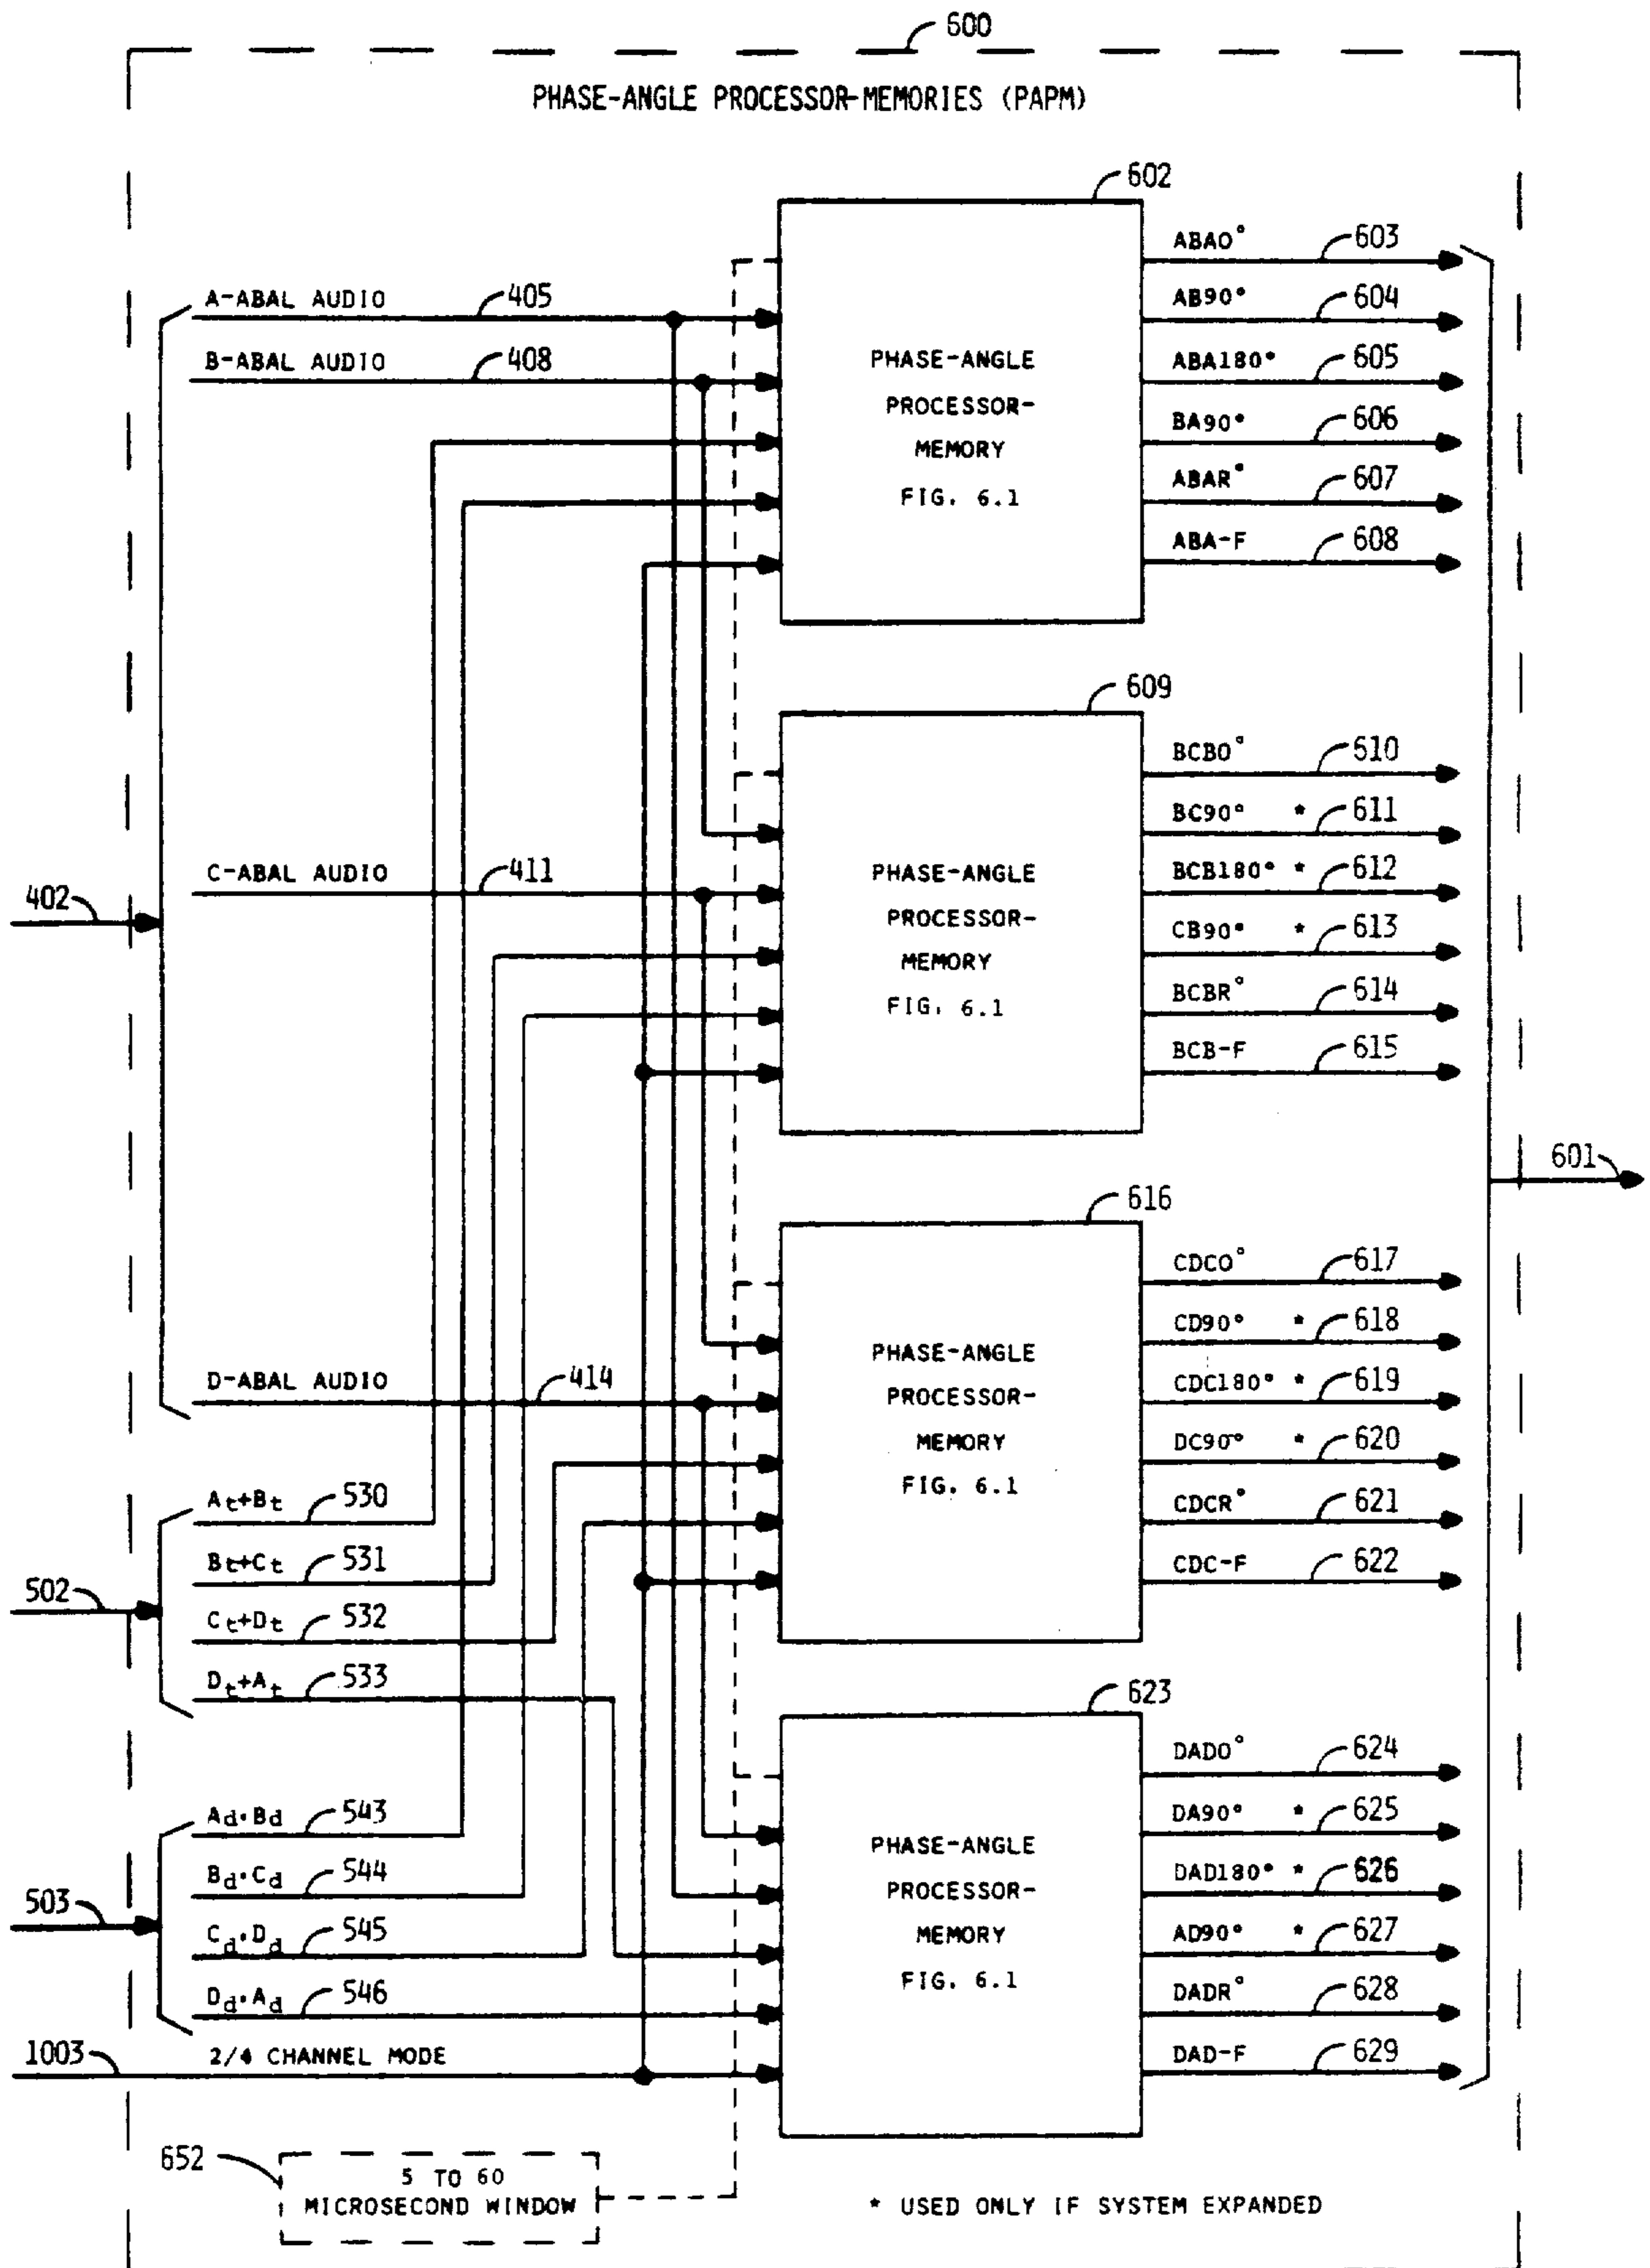 600
PHASE-ANGLE PROCESSOR-MEMORIES (PAPM)
602
A-ABAL AUDIO 405
B-ABAL AUDIO 408
PHASE-ANGLE
PROCESSOR-
MEMORY
FIG. 6.1
ABA0° 603
AB90° 604
ABA180° 605
BA90° 606
ABAR° 607
ABA-F 608
609
402
C-ABAL AUDIO 411
PHASE-ANGLE
PROCESSOR-
MEMORY
FIG. 6.1
BCB0° 610
BC90° * 611
BCB180° * 612
CB90° * 613
BCBR° 614
BCB-F 615
601
616
D-ABAL AUDIO 414
PHASE-ANGLE
PROCESSOR-
MEMORY
FIG. 6.1
CDC0° 617
CD90° * 618
CDC180° * 619
DC90° * 620
CDCR° 621
CDC-F 622
502
At+Bt 530
Bt+Ct 531
Ct+Dt 532
Dt+At 533
623
503
Ad·Bd 543
Bd·Cd 544
Cd·Dd 545
Dd·Ad 546
1003 2/4 CHANNEL MODE
PHASE-ANGLE
PROCESSOR-
MEMORY
FIG. 6.1
DAD0° 624
DA90° * 625
DAD180° * 626
AD90° * 627
DADR° 628
DAD-F 629
652
5 TO 60
MICROSECOND WINDOW
* USED ONLY IF SYSTEM EXPANDED